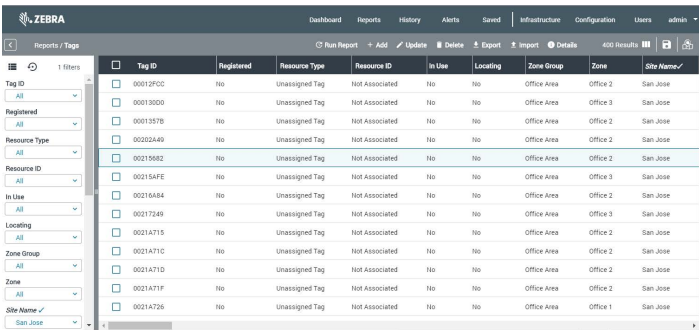 ZEBRA Dashboard Reports History Alerts Saved Infrastructure Configuration Users admin
Reports / Tags Run Report + Add Update Delete Export Import Details 400 Results
1 filters
Tag ID Registered Resource Type Resource ID In Use Locating Zone Group Zone Site Name✓
Tag ID
All
Registered
All
Resource Type
All
Resource ID
All
In Use
All
Locating
All
Zone Group
All
Zone
All
Site Name ✓
San Jose
00012FCC No Unassigned Tag Not Associated No No Office Area Office 2 San Jose
000130D0 No Unassigned Tag Not Associated No No Office Area Office 3 San Jose
0001357B No Unassigned Tag Not Associated No No Office Area Office 2 San Jose
00202A49 No Unassigned Tag Not Associated No No Office Area Office 2 San Jose
00215682 No Unassigned Tag Not Associated No No Office Area Office 2 San Jose
00215AFE No Unassigned Tag Not Associated No No Office Area Office 3 San Jose
00216A84 No Unassigned Tag Not Associated No No Office Area Office 2 San Jose
00217249 No Unassigned Tag Not Associated No No Office Area Office 3 San Jose
0021A715 No Unassigned Tag Not Associated No No Office Area Office 2 San Jose
0021A71C No Unassigned Tag Not Associated No No Office Area Office 2 San Jose
0021A71D No Unassigned Tag Not Associated No No Office Area Office 2 San Jose
0021A71F No Unassigned Tag Not Associated No No Office Area Office 2 San Jose
0021A726 No Unassigned Tag Not Associated No No Office Area Office 1 San Jose